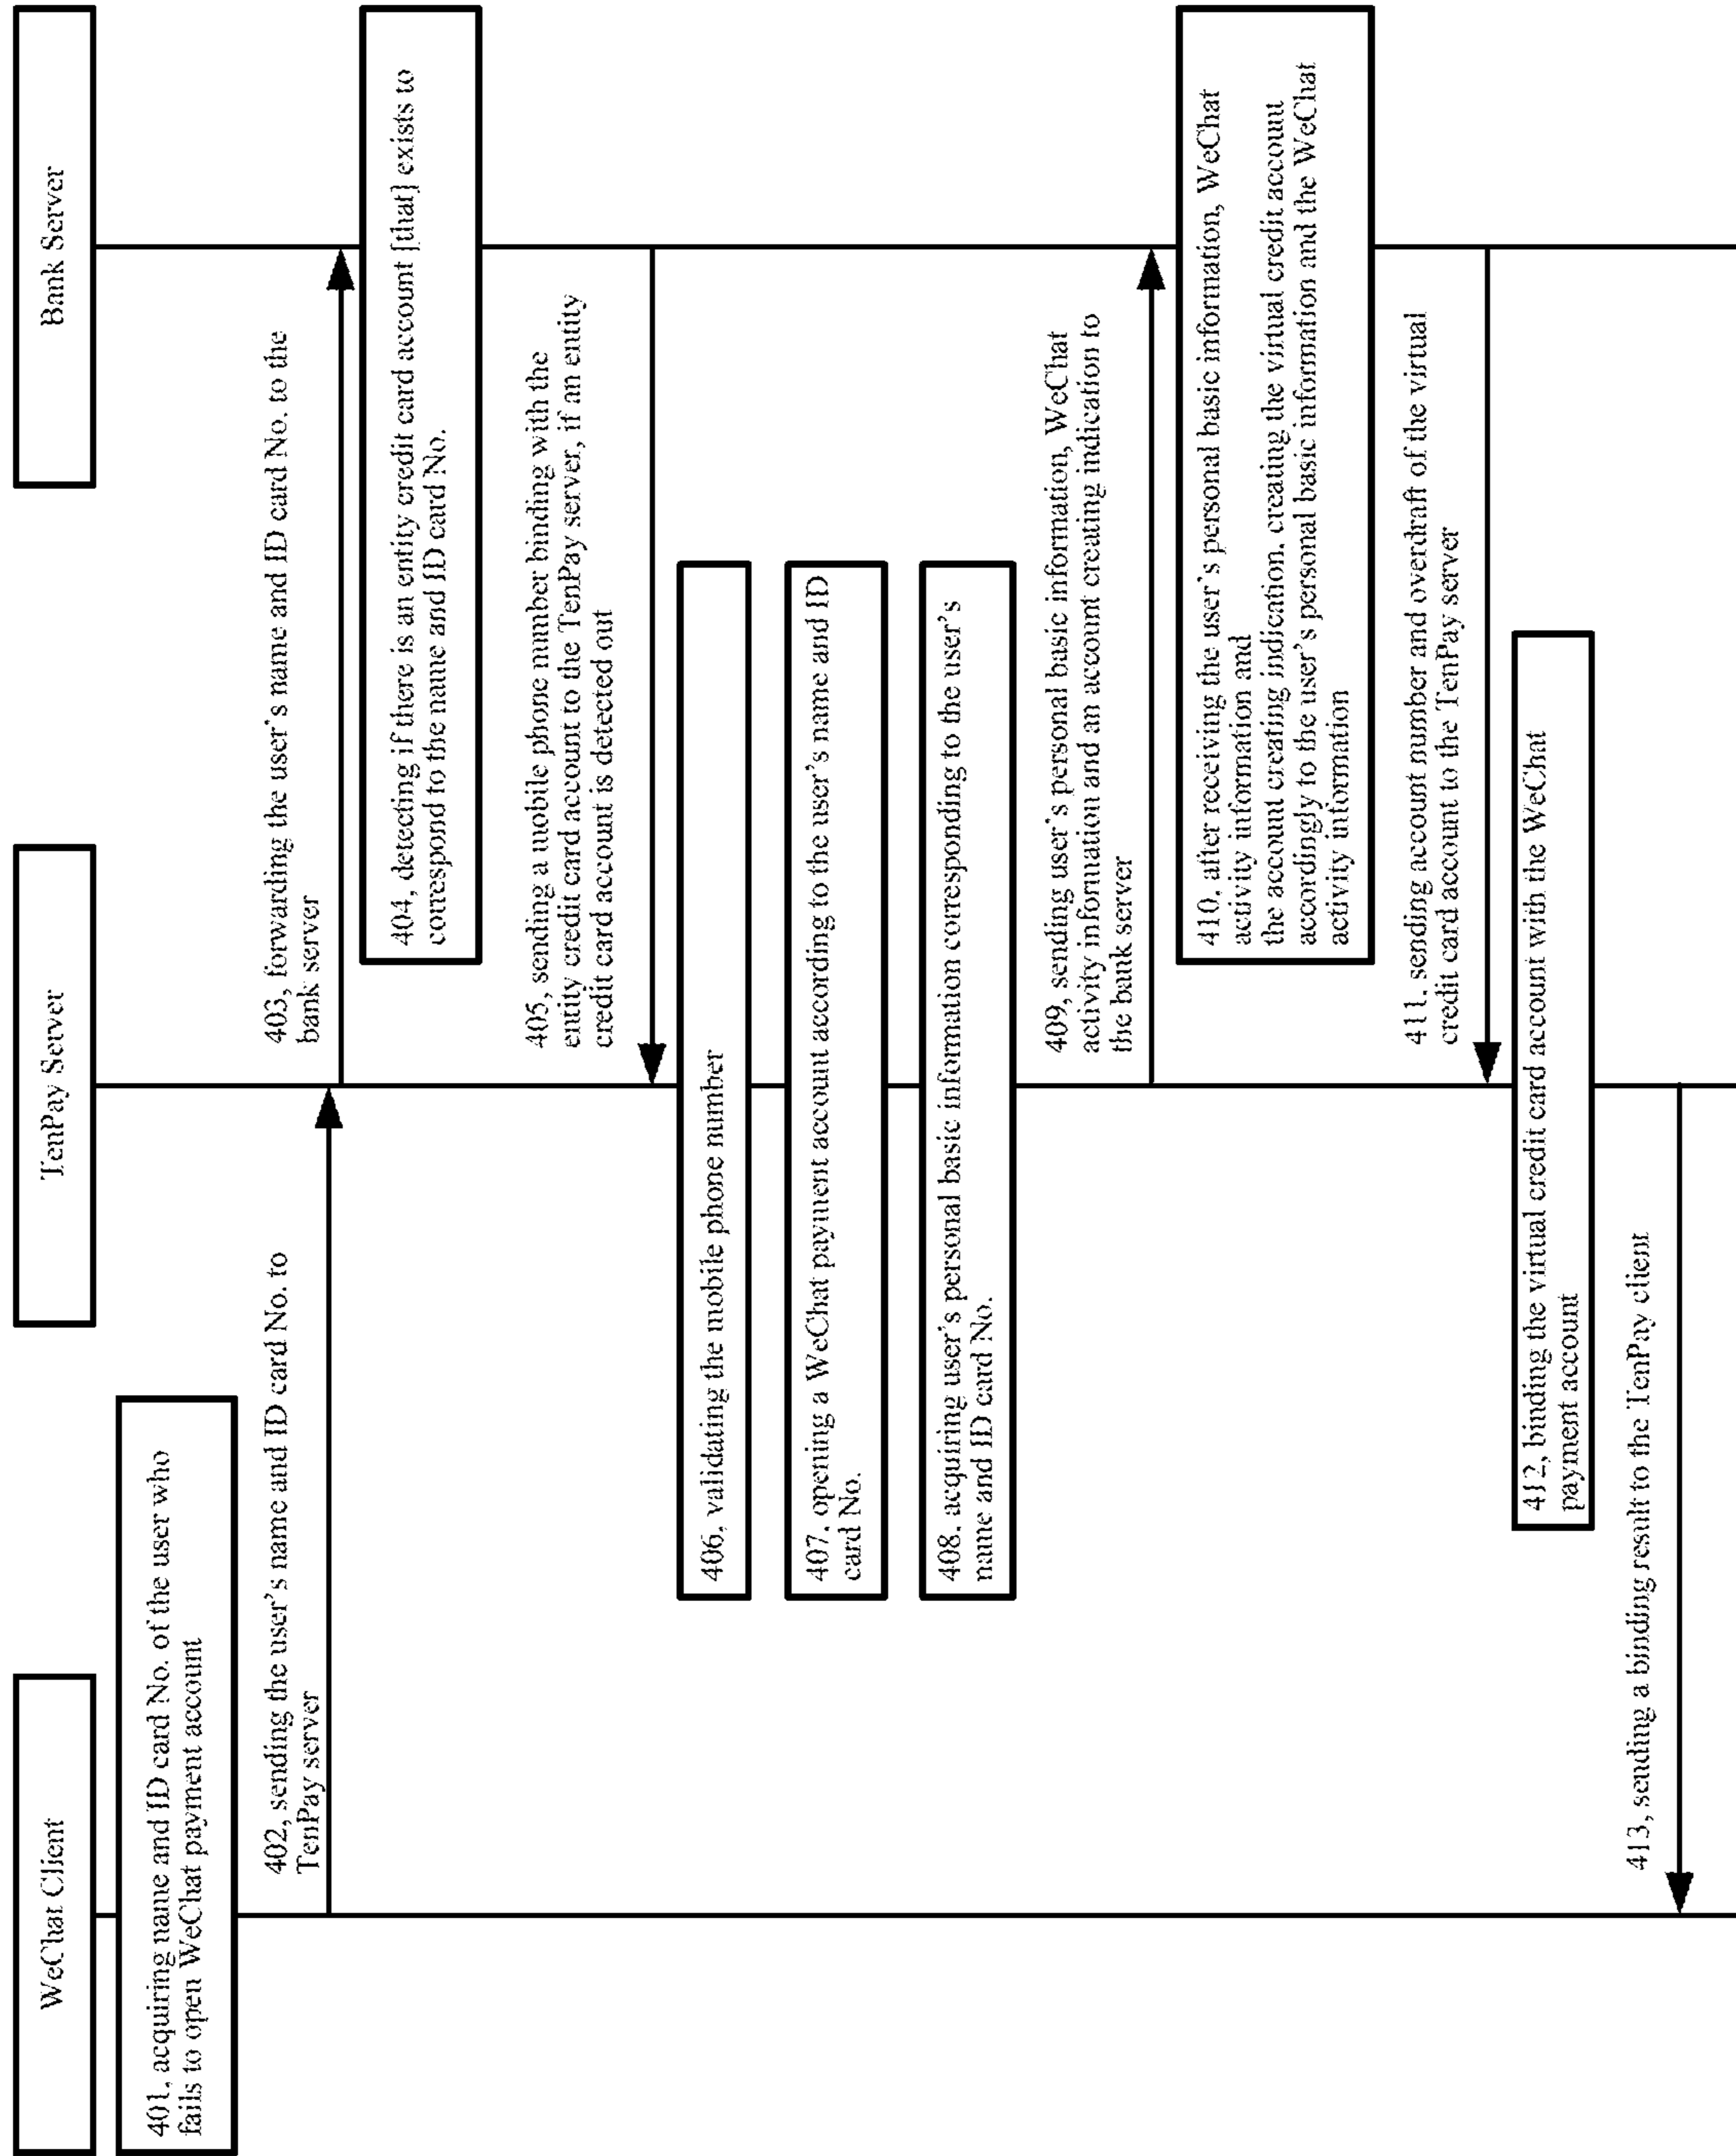 WeChat Client
TenPay Server
Bank Server
401, acquiring name and ID card No. of the user who
fails to open WeChat payment account
402, sending the user's name and ID card No. to
TenPay server
403, forwarding the user's name and ID card No. to the
bank server
404, detecting if there is an entity credit card account [that] exists to
correspond to the name and ID card No.
405, sending a mobile phone number binding with the
entity credit card account to the TenPay server, if an entity
credit card account is detected out
406, validating the mobile phone number
407, opening a WeChat payment account according to the user's name and ID
card No.
408, acquiring user's personal basic information corresponding to the user's
name and ID card No.
409, sending user's personal basic information, WeChat
activity information and an account creating indication to
the bank server
410, after receiving the user's personal basic information, WeChat
activity information and
the account creating indication, creating the virtual credit account
accordingly to the user's personal basic information and the WeChat
activity information
411, sending account number and overdraft of the virtual
credit card account to the TenPay server
412, binding the virtual credit card account with the WeChat
payment account
413, sending a binding result to the TenPay client